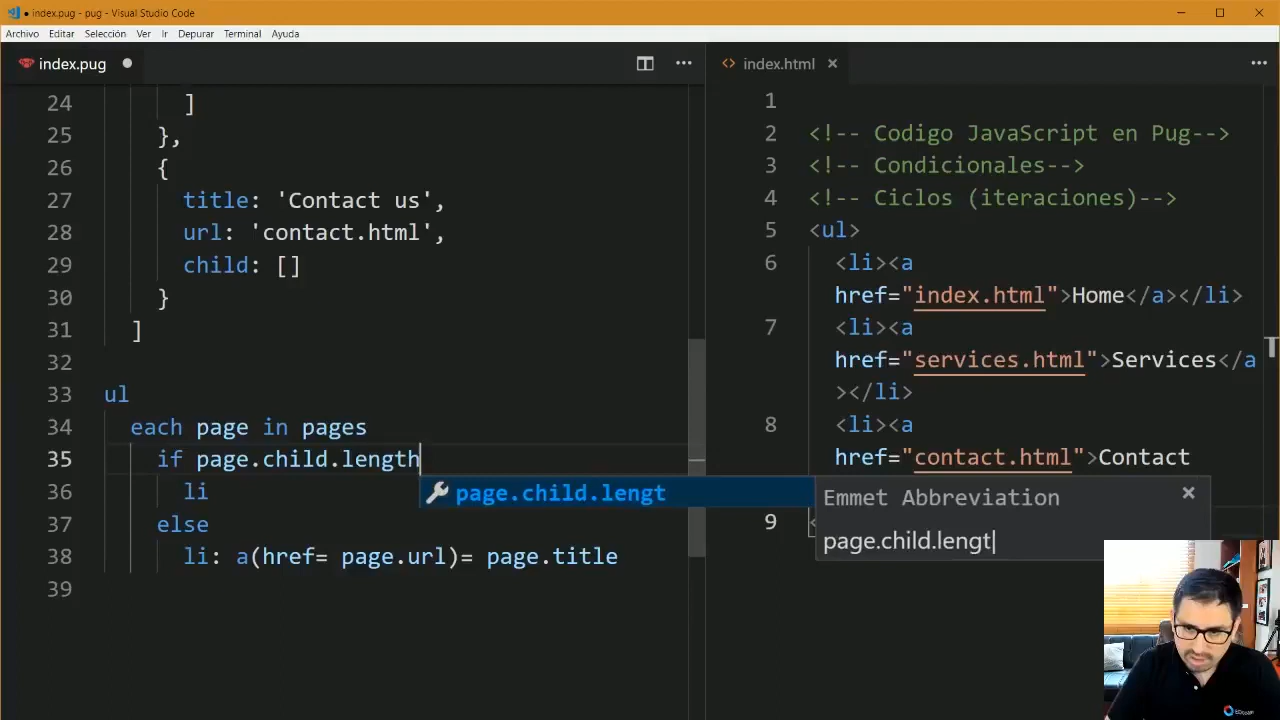 index.pug - pug - Visual Studio Code
Archivo Editar Selección Ver Ir Depurar Terminal Ayuda
index.pug
24 ]
25 },
26 {
27 title: 'Contact us',
28 url: 'contact.html',
29 child: []
30 }
31 ]
32
33 ul
34 each page in pages
35 if page.child.length
36 li
37 else
38 li: a(href= page.url)= page.title
39
page.child.lengt
index.html
1
2 <!-- Codigo JavaScript en Pug-->
3 <!-- Condicionales-->
4 <!-- Ciclos (iteraciones)-->
5 <ul>
6 <li><a
href="index.html">Home</a></li>
7 <li><a
href="services.html">Services</a
></li>
8 <li><a
href="contact.html">Contact
9 <
Emmet Abbreviation
page.child.lengt|